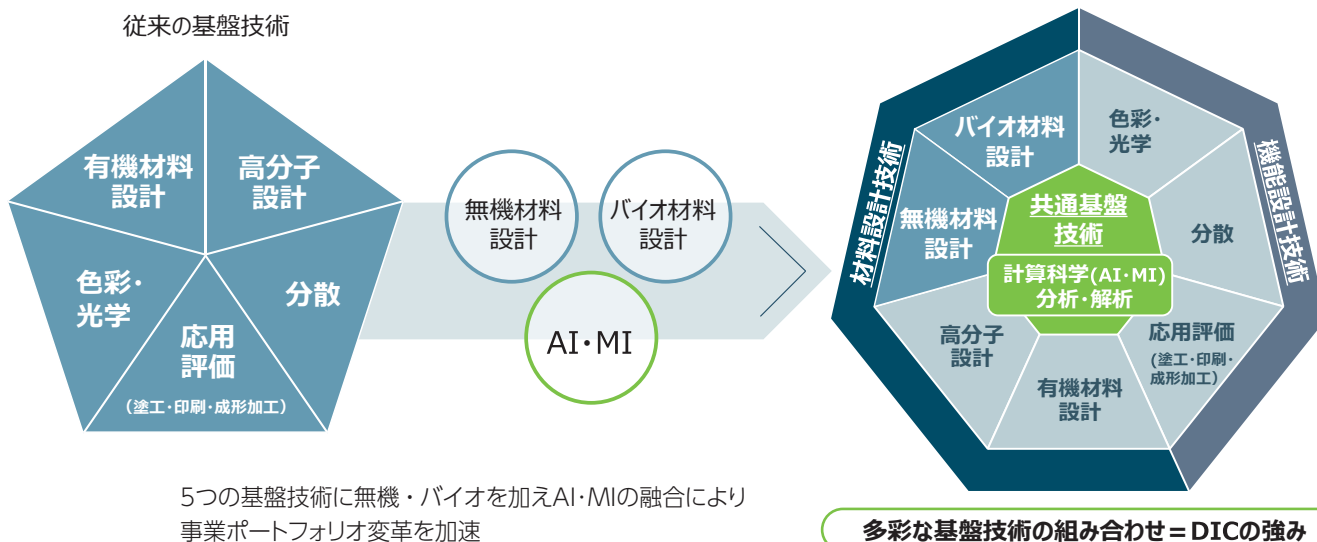 従来の基盤技術
有機材料
設計
高分子
設計
色彩・
光学
分散
応用
評価
(塗工・印刷・成形加工)
無機材料
設計
バイオ材料
設計
AI・MI
5つの基盤技術に無機・バイオを加えAI・MIの融合により
事業ポートフォリオ変革を加速
材料設計技術
機能設計技術
バイオ材料
設計
色彩・
光学
無機材料
設計
分散
共通基盤
技術
計算科学(AI・MI)
分析・解析
高分子
設計
有機材料
設計
応用評価
(塗工・印刷・
成形加工)
多彩な基盤技術の組み合わせ=DICの強み